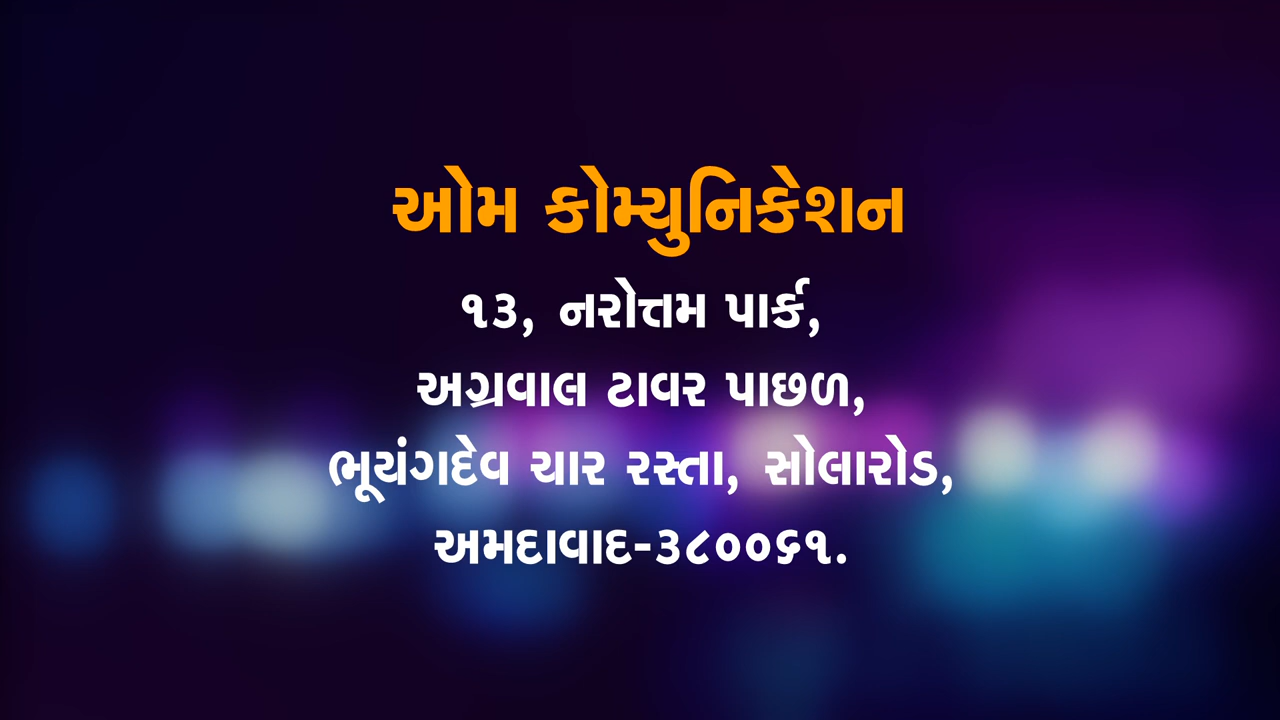 ઓમ કોમ્યુનિકેશન
૧૩, નરોત્તમ પાર્ક,
અગ્રવાલ ટાવર પાછળ,
ભૂયંગદેવ ચાર રસ્તા, સોલારોડ,
અમદાવાદ-૩૮૦૦૬૧.